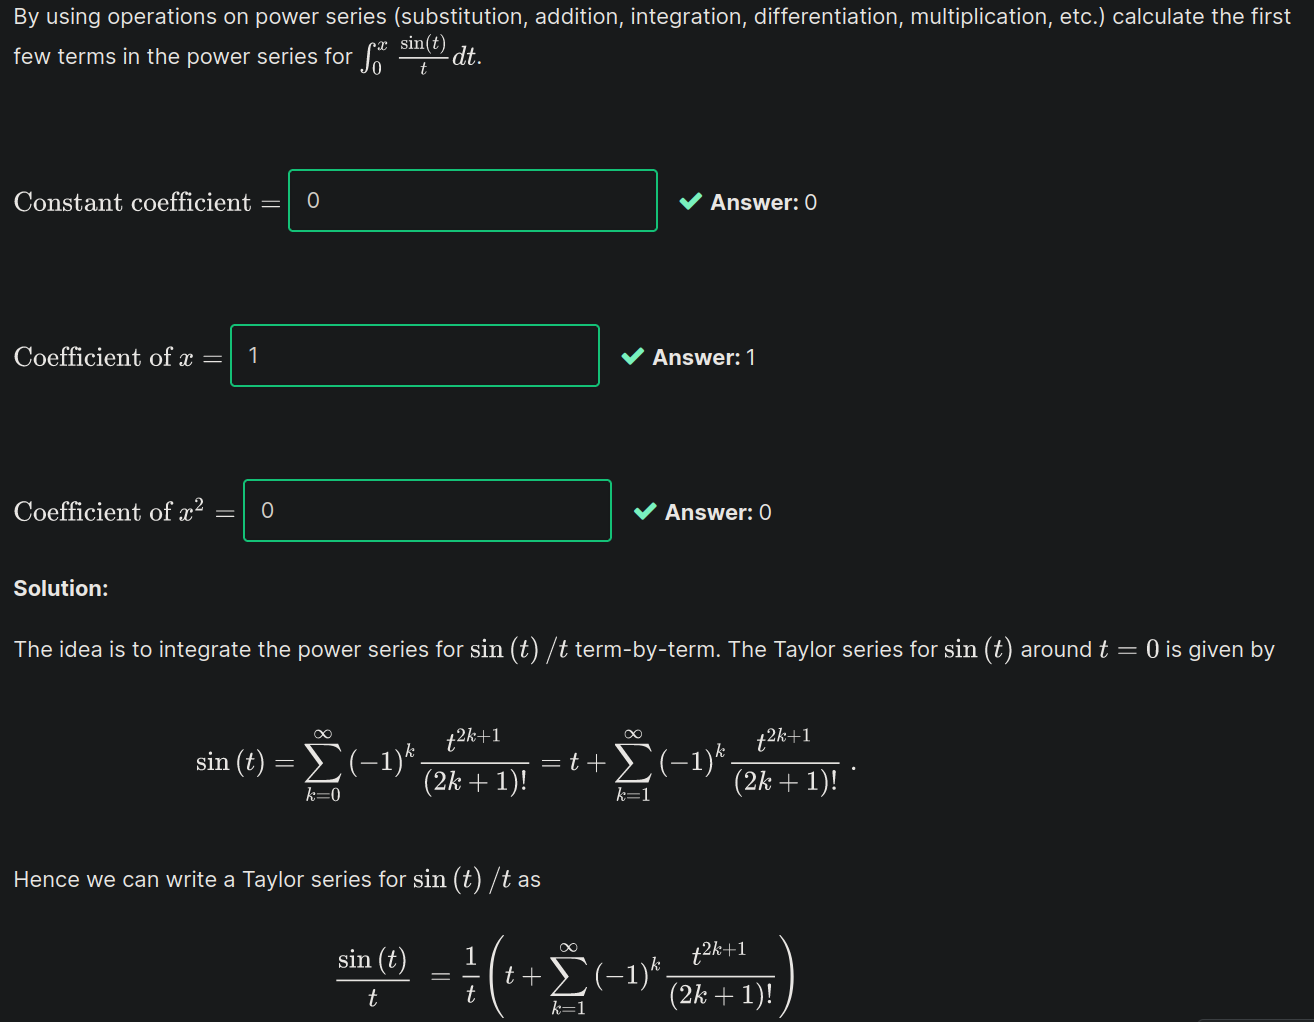 By using operations on power series (substitution, addition, integration, differentiation, multiplication, etc.) calculate the first
few terms in the power series for $\int_0^x \frac{\sin(t)}{t} dt$.
Constant coefficient = 0 ✔ Answer: 0
Coefficient of $x$ = 1 ✔ Answer: 1
Coefficient of $x^2$ = 0 ✔ Answer: 0
Solution:
The idea is to integrate the power series for $\sin(t)/t$ term-by-term. The Taylor series for $\sin(t)$ around $t = 0$ is given by
$\sin(t) = \sum_{k=0}^{\infty} (-1)^k \frac{t^{2k+1}}{(2k+1)!} = t + \sum_{k=1}^{\infty} (-1)^k \frac{t^{2k+1}}{(2k+1)!}.$
Hence we can write a Taylor series for $\sin(t)/t$ as
$\frac{\sin(t)}{t} = \frac{1}{t} \left( t + \sum_{k=1}^{\infty} (-1)^k \frac{t^{2k+1}}{(2k+1)!} \right)$